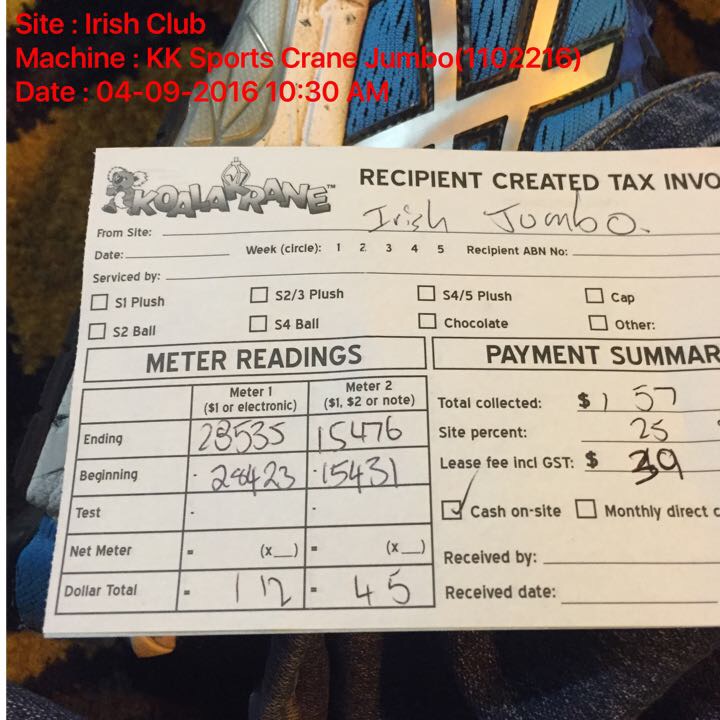 Site : Irish Club
Machine : KK Sports Crane Jumbo(1102216)
Date : 04-09-2016 10:30 AM
KOALA KRANE™
RECIPIENT CREATED TAX INVO
From Site: Irish Jumbo.
Date: Week (circle): 1 2 3 4 5 Recipient ABN No:
Serviced by:
S1 Plush S2/3 Plush S4/5 Plush Cap
S2 Ball S4 Ball Chocolate Other:
METER READINGS
Meter 1 ($1 or electronic) Meter 2 ($1, $2 or note)
Ending 28535 15476
Beginning - 28423 - 15431
Test - -
Net Meter = (x__) = (x__)
Dollar Total = 112 = 45
PAYMENT SUMMAR
Total collected: $ 157
Site percent: 25
Lease fee incl GST: $ 39
Cash on-site Monthly direct c
Received by:
Received date: